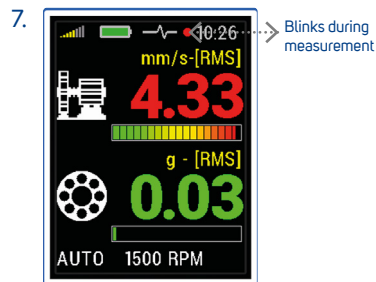 7.
10:26
Blinks during
measurement
mm/s-[RMS]
4.33
g - [RMS]
0.03
AUTO 1500 RPM